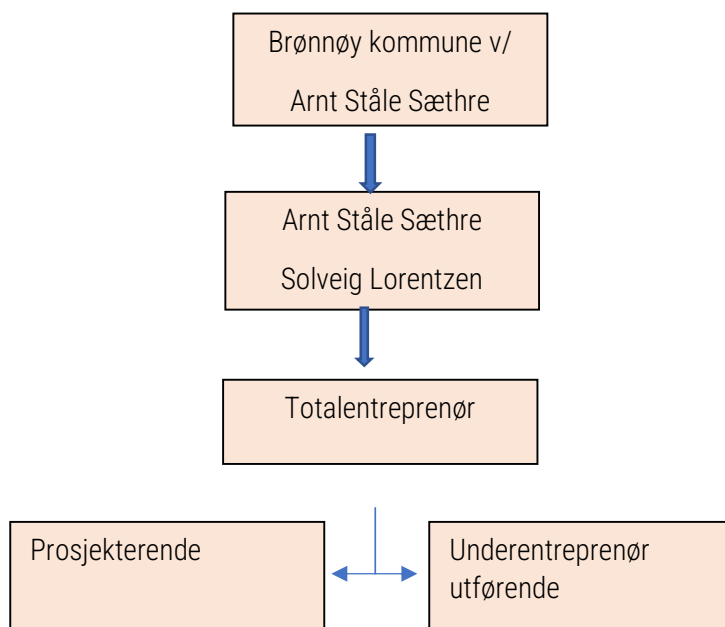 Brønnøy kommune v/
Arnt Ståle Sæthre
Arnt Ståle Sæthre
Solveig Lorentzen
Totalentreprenør
Prosjekterende
Underentreprenør
utførende